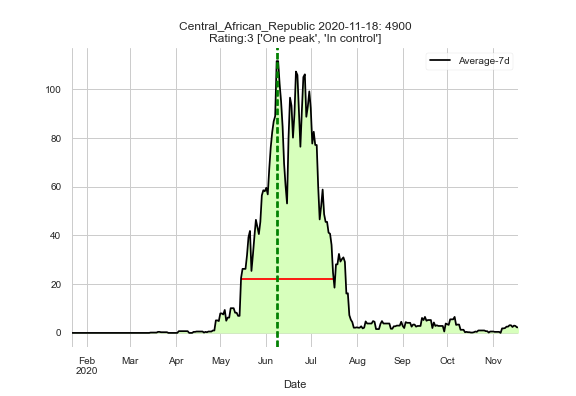 Central_African_Republic 2020-11-18: 4900
Rating:3 ['One peak', 'In control']
Average-7d
100
80
60
40
20
0
Feb Mar Apr May Jun Jul Aug Sep Oct Nov
2020
Date